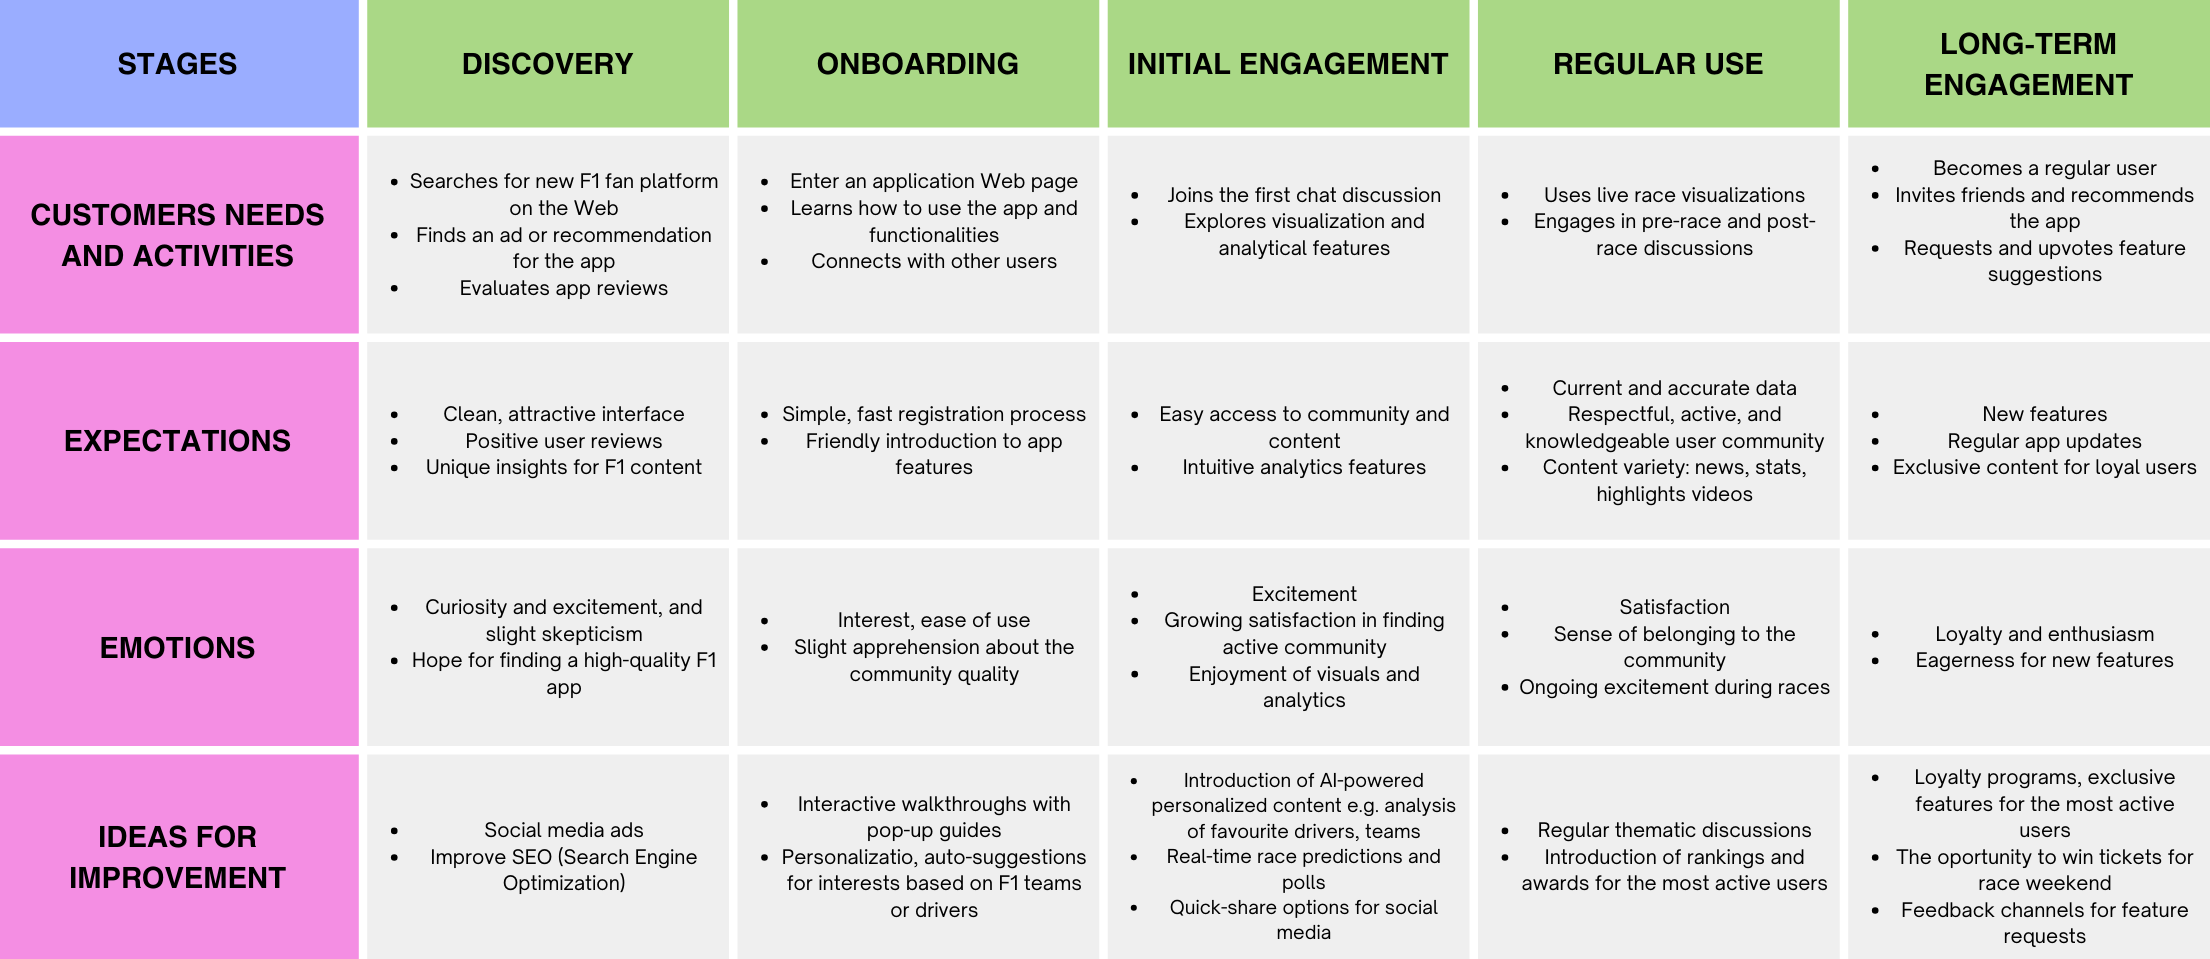 STAGES
DISCOVERY
ONBOARDING
INITIAL ENGAGEMENT
REGULAR USE
LONG-TERM
ENGAGEMENT
CUSTOMERS NEEDS
AND ACTIVITIES
• Searches for new F1 fan platform
on the Web
• Finds an ad or recommendation
for the app
• Evaluates app reviews
• Enter an application Web page
• Learns how to use the app and
functionalities
• Connects with other users
• Joins the first chat discussion
• Explores visualization and
analytical features
• Uses live race visualizations
• Engages in pre-race and post-
race discussions
• Becomes a regular user
• Invites friends and recommends
the app
• Requests and upvotes feature
suggestions
EXPECTATIONS
• Clean, attractive interface
• Positive user reviews
• Unique insights for F1 content
• Simple, fast registration process
• Friendly introduction to app
features
• Easy access to community and
content
• Intuitive analytics features
• Current and accurate data
• Respectful, active, and
knowledgeable user community
• Content variety: news, stats,
highlights videos
• New features
• Regular app updates
• Exclusive content for loyal users
EMOTIONS
• Curiosity and excitement, and
slight skepticism
• Hope for finding a high-quality F1
app
• Interest, ease of use
• Slight apprehension about the
community quality
• Excitement
• Growing satisfaction in finding
active community
• Enjoyment of visuals and
analytics
• Satisfaction
• Sense of belonging to the
community
• Ongoing excitement during races
• Loyalty and enthusiasm
• Eagerness for new features
IDEAS FOR
IMPROVEMENT
• Social media ads
• Improve SEO (Search Engine
Optimization)
• Interactive walkthroughs with
pop-up guides
• Personalizatio, auto-suggestions
for interests based on F1 teams
or drivers
• Introduction of AI-powered
personalized content e.g. analysis
of favourite drivers, teams
• Real-time race predictions and
polls
• Quick-share options for social
media
• Regular thematic discussions
• Introduction of rankings and
awards for the most active users
• Loyalty programs, exclusive
features for the most active
users
• The oportunity to win tickets for
race weekend
• Feedback channels for feature
requests